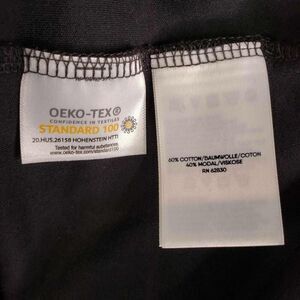 OEKO-TEX®
CONFIDENCE IN TEXTILES
STANDARD 100
20.HUS.26158 HOHENSTEIN HTTI
Tested for harmful substances
www.oeko-tex.com/standard100
60% COTTON/BAUMWOLLE/COTON
40% MODAL/VISKOSE
RN 62830